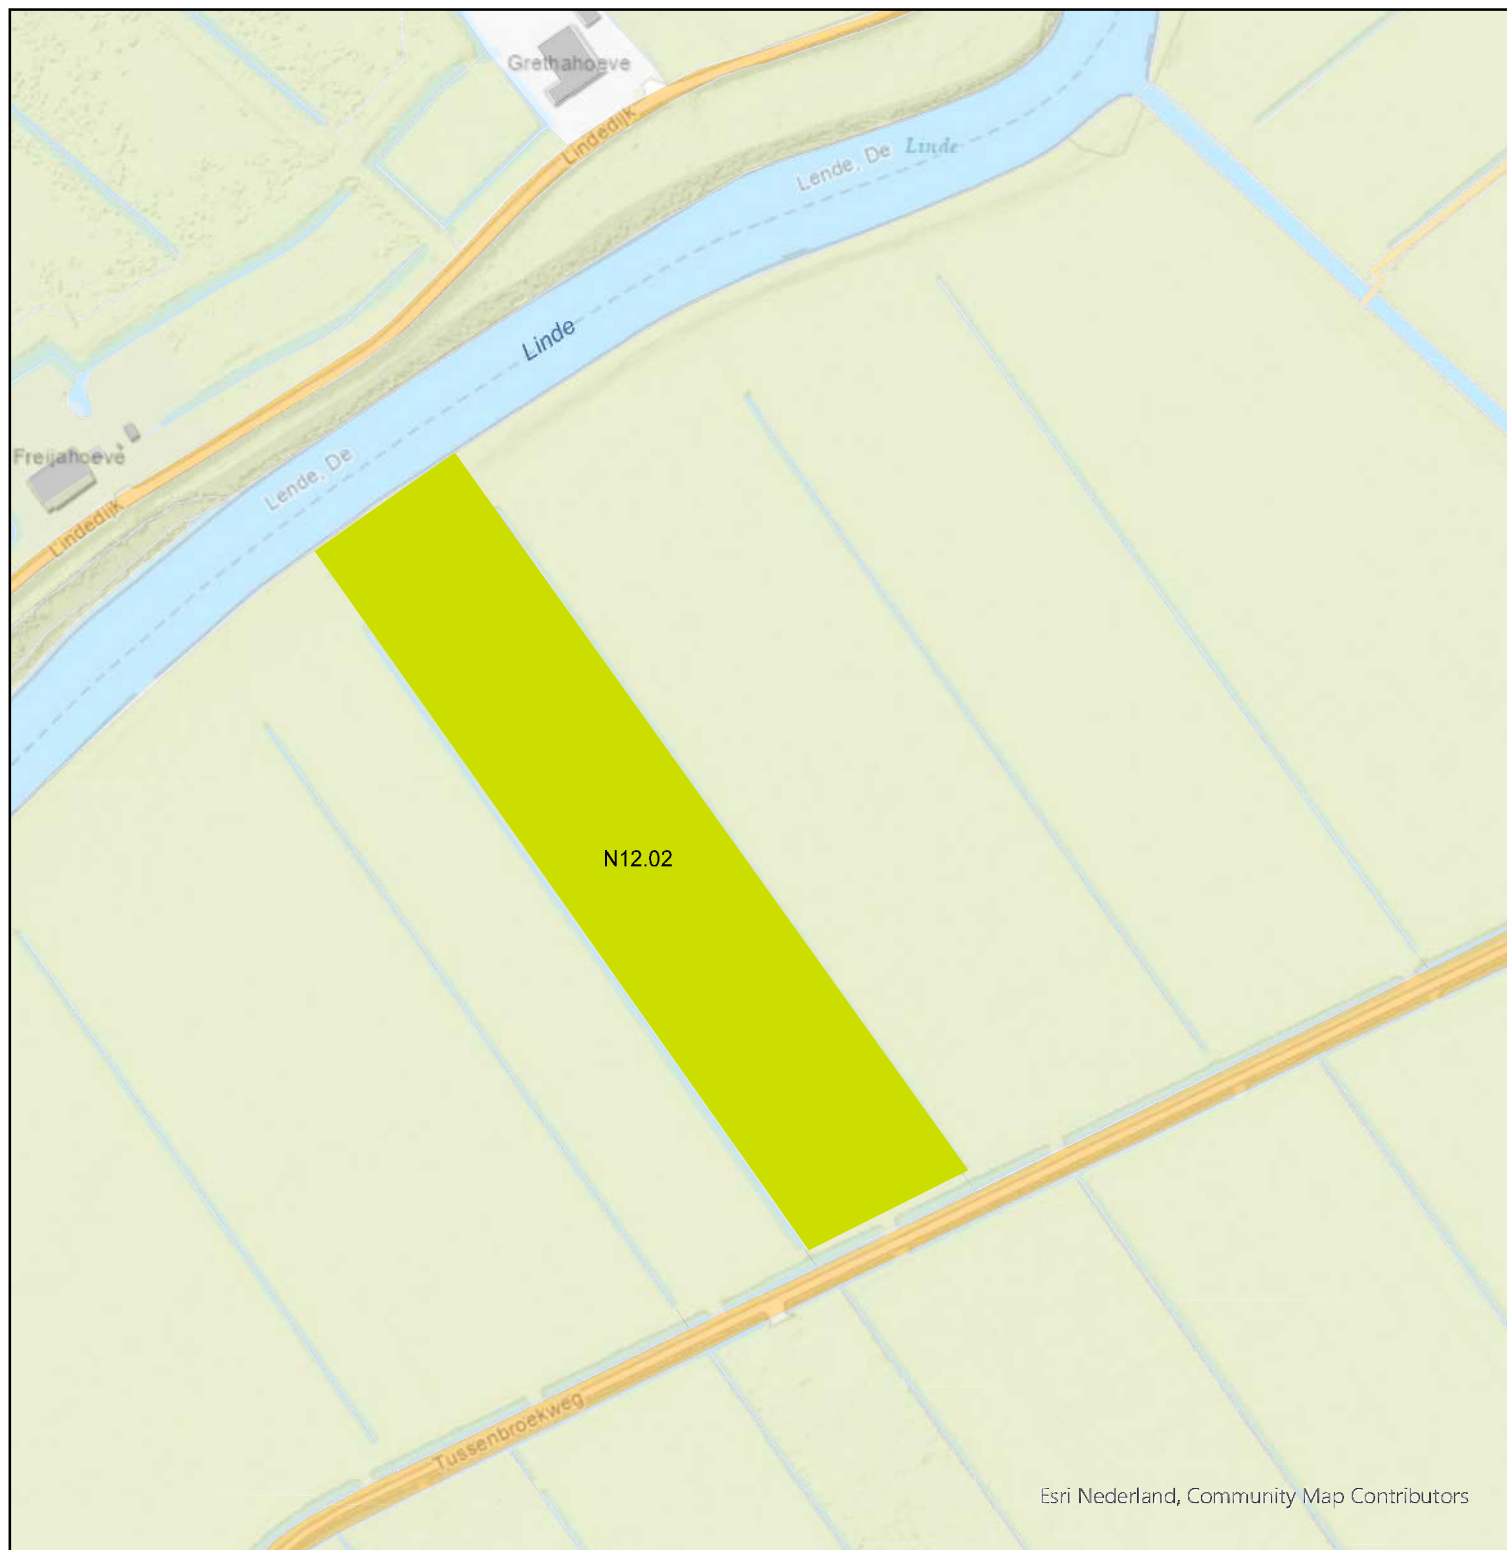 Grethahoeve
Lindedijk
Lende, De
Linde
Linde
Freijahoeve
Lende, De
Lindedijk
N12.02
Tussenbroekweg
Esri Nederland, Community Map Contributors